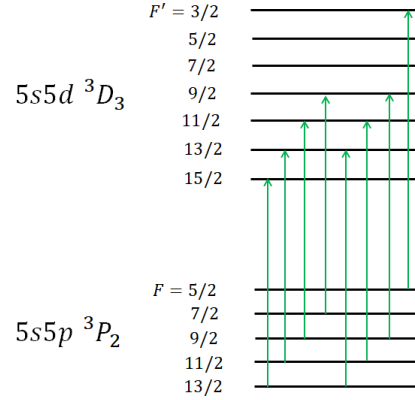 F′ = 3/2
5/2
7/2
5s5d ³D₃
9/2
11/2
13/2
15/2
F = 5/2
7/2
5s5p ³P₂
9/2
11/2
13/2